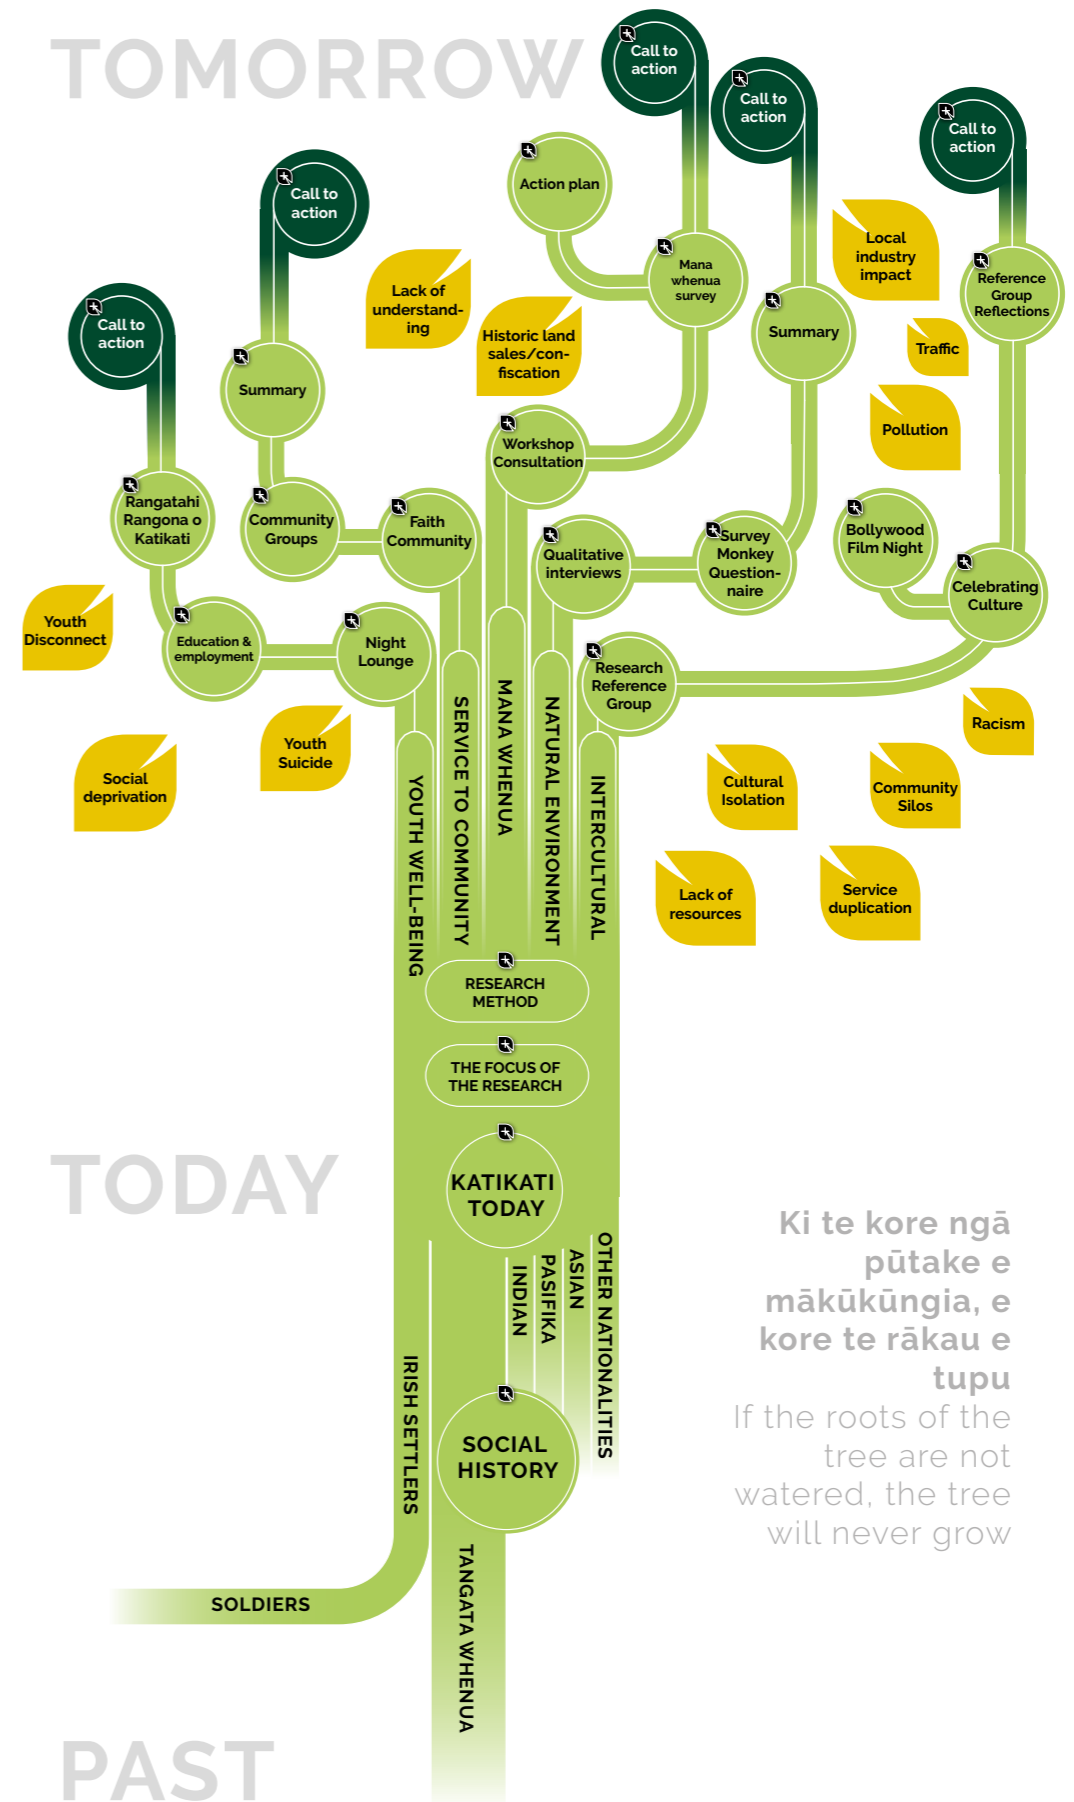 TOMORROW
Call to
action
Call to
action
Call to
action
Action plan
Call to
action
Local
industry
impact
Mana
whenua
survey
Reference
Group
Reflections
Lack of
understand-
ing
Call to
action
Historic land
sales/con-
fiscation
Summary
Traffic
Summary
Pollution
Workshop
Consultation
Rangatahi
Rangona o
Katikati
Community
Groups
Faith
Community
Qualitative
interviews
Survey
Monkey
Question-
naire
Bollywood
Film Night
Celebrating
Culture
Youth
Disconnect
Education &
employment
Night
Lounge
Research
Reference
Group
Racism
Youth
Suicide
Social
deprivation
Cultural
Isolation
Community
Silos
Lack of
resources
Service
duplication
YOUTH WELL-BEING
SERVICE TO COMMUNITY
MANA WHENUA
NATURAL ENVIRONMENT
INTERCULTURAL
RESEARCH
METHOD
THE FOCUS OF
THE RESEARCH
TODAY
KATIKATI
TODAY
Ki te kore ngā
pūtake e
mākūkūngia, e
kore te rākau e
tupu
If the roots of the
tree are not
watered, the tree
will never grow
IRISH SETTLERS
INDIAN
PASIFIKA
ASIAN
OTHER NATIONALITIES
SOCIAL
HISTORY
SOLDIERS
TANGATA WHENUA
PAST